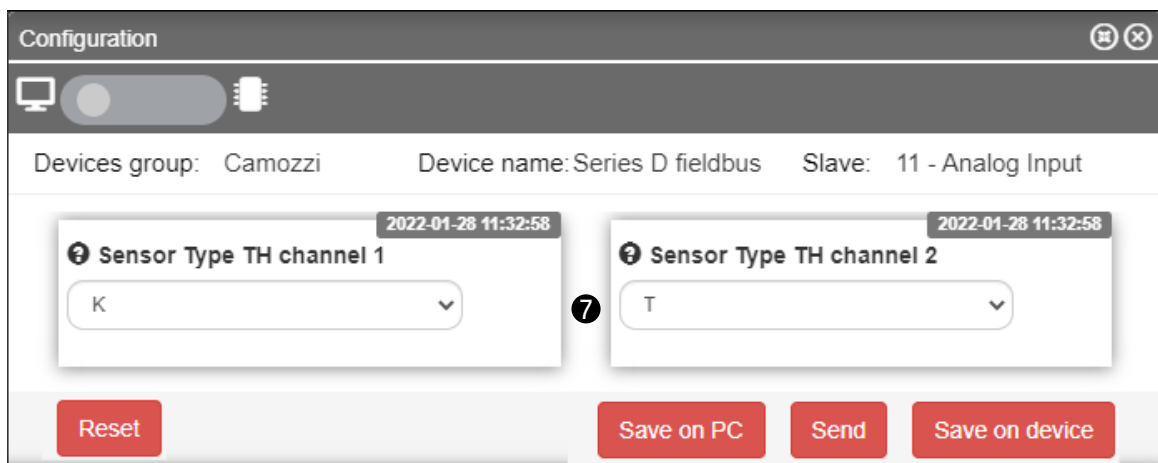 Configuration
Devices group: Camozzi Device name: Series D fieldbus Slave: 11 - Analog Input
2022-01-28 11:32:58
Sensor Type TH channel 1
K
7
2022-01-28 11:32:58
Sensor Type TH channel 2
T
Reset Save on PC Send Save on device